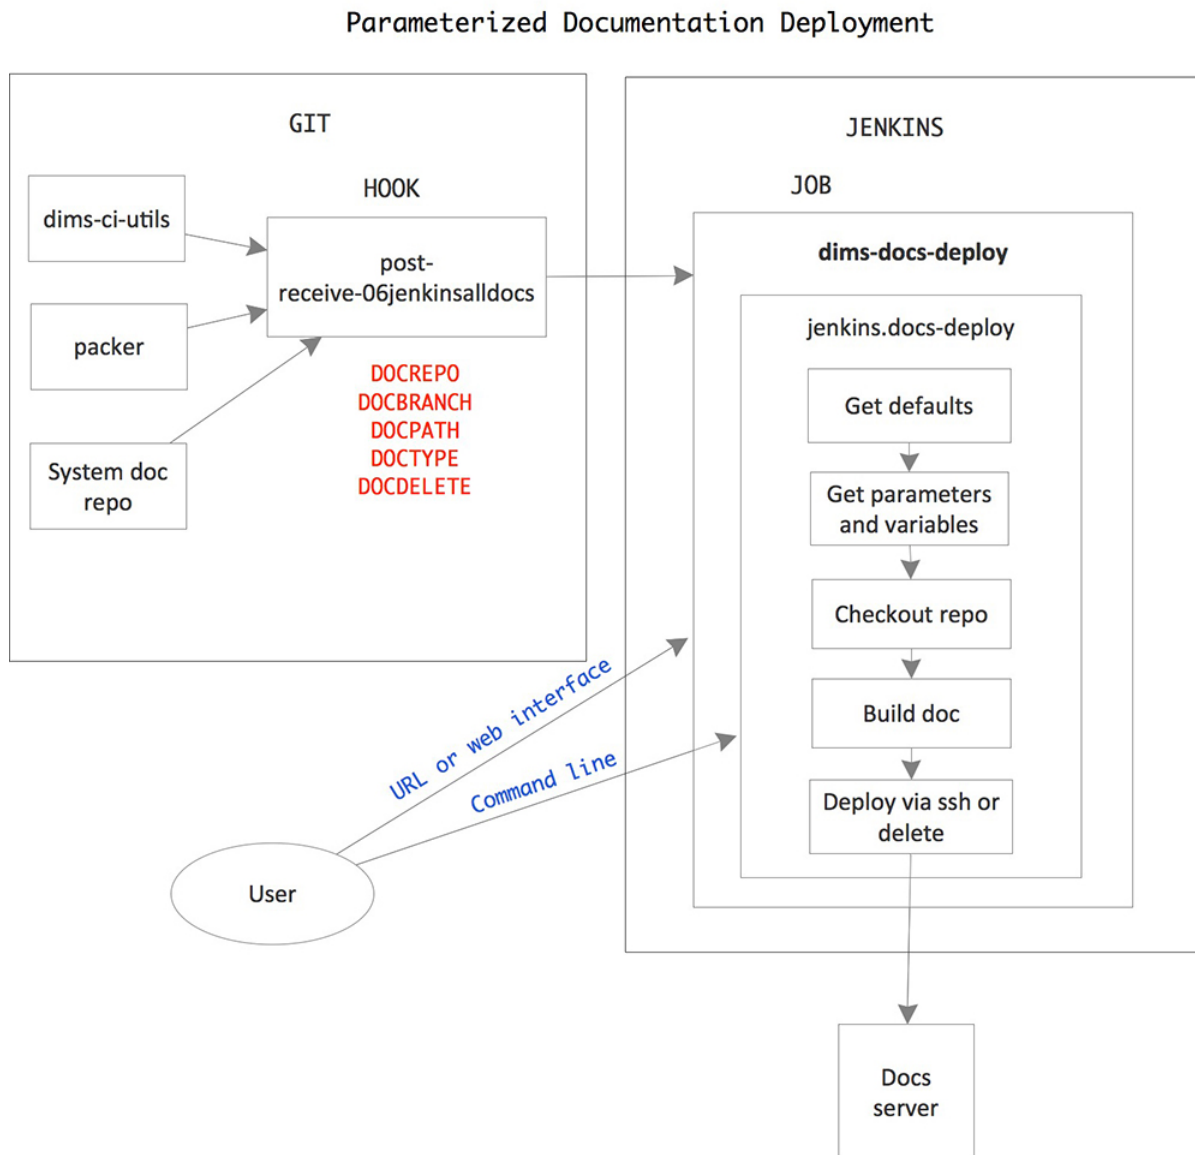 Parameterized Documentation Deployment
GIT
HOOK
dims-ci-utils
post-
receive-06jenkinsalldocs
packer
System doc
repo
DOCREPO
DOCBRANCH
DOCPATH
DOCTYPE
DOCDELETE
JENKINS
JOB
dims-docs-deploy
jenkins.docs-deploy
Get defaults
Get parameters
and variables
Checkout repo
Build doc
Deploy via ssh or
delete
URL or web interface
Command line
User
Docs
server